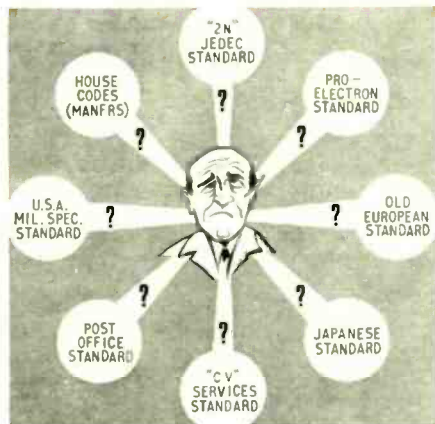 "2N"
JEDEC
STANDARD
?
PRO-
ELECTRON
STANDARD
?
OLD
EUROPEAN
STANDARD
?
JAPANESE
STANDARD
?
"CV"
SERVICES
STANDARD
?
POST
OFFICE
STANDARD
?
U.S.A.
MIL. SPEC.
STANDARD
?
HOUSE
CODES
(MANFRS)
?